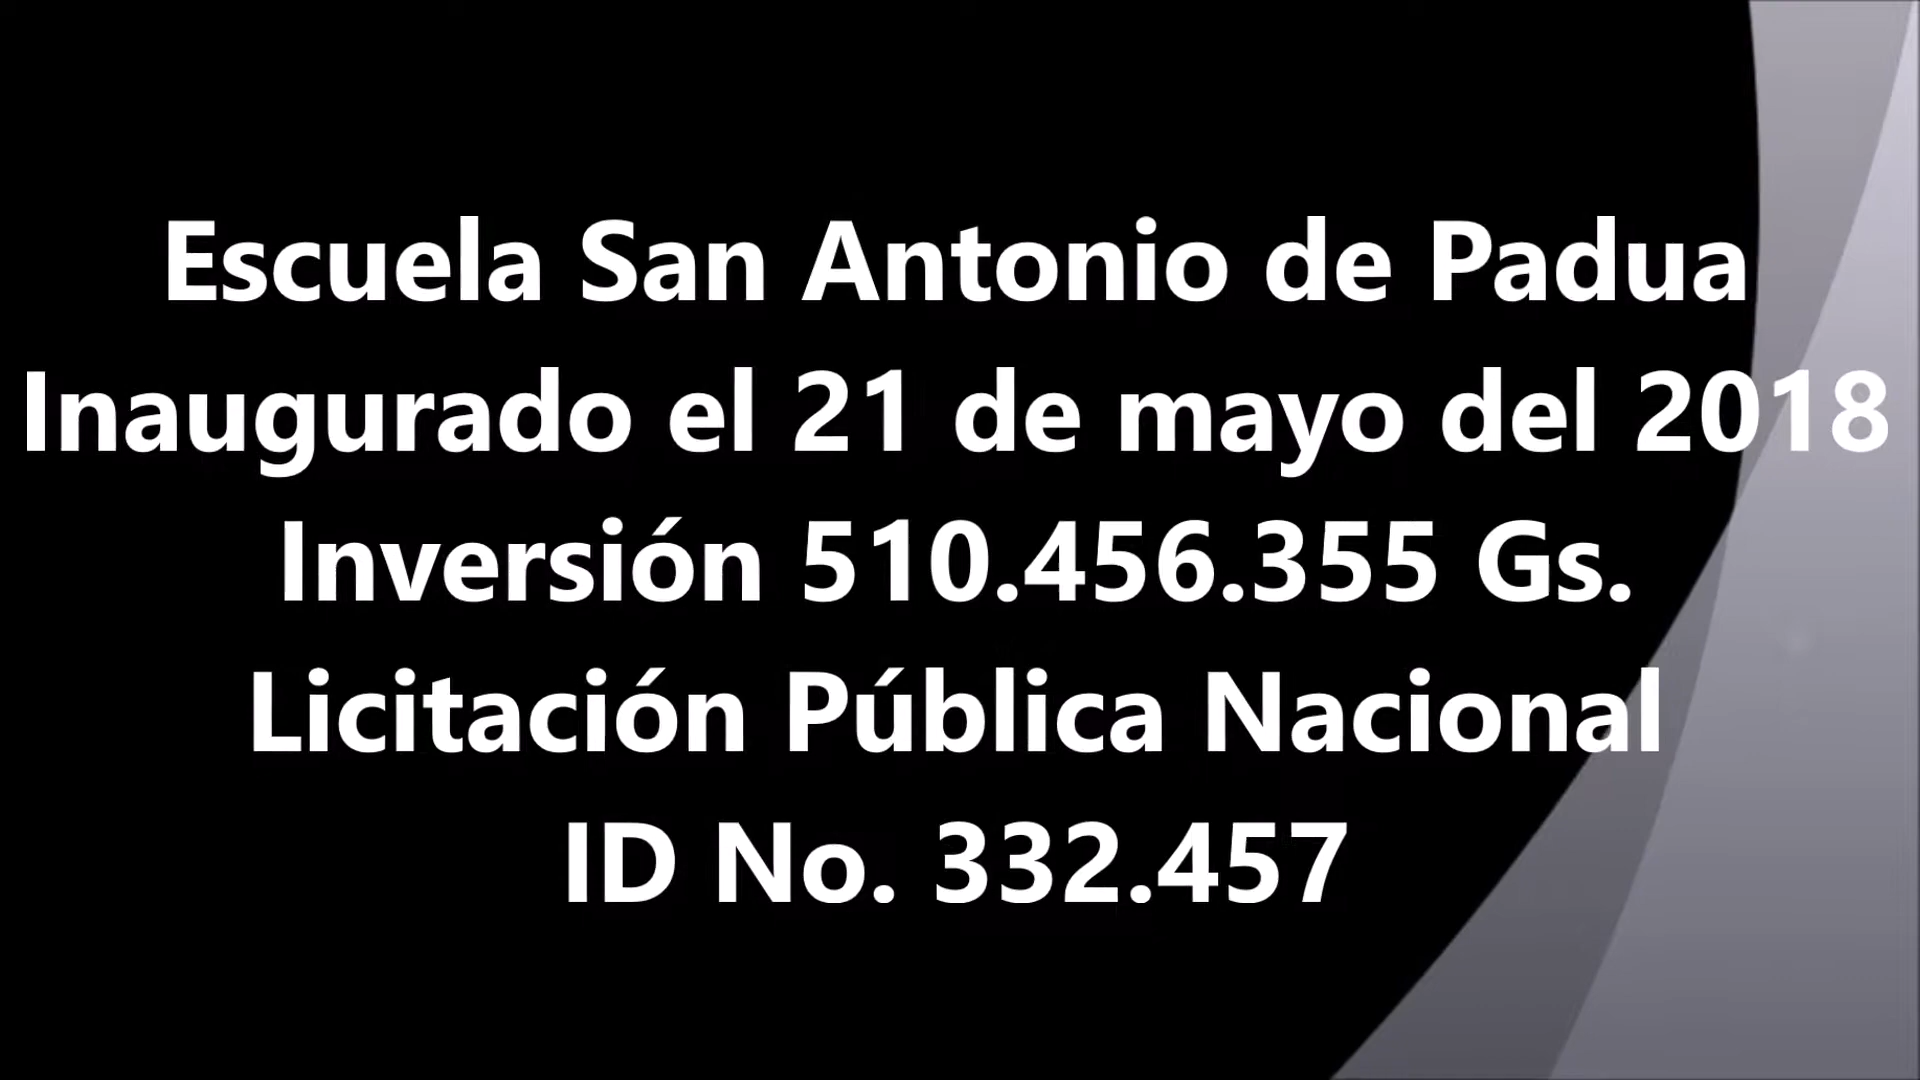 Escuela San Antonio de Padua
Inaugurado el 21 de mayo del 2018
Inversión 510.456.355 Gs.
Licitación Pública Nacional
ID No. 332.457